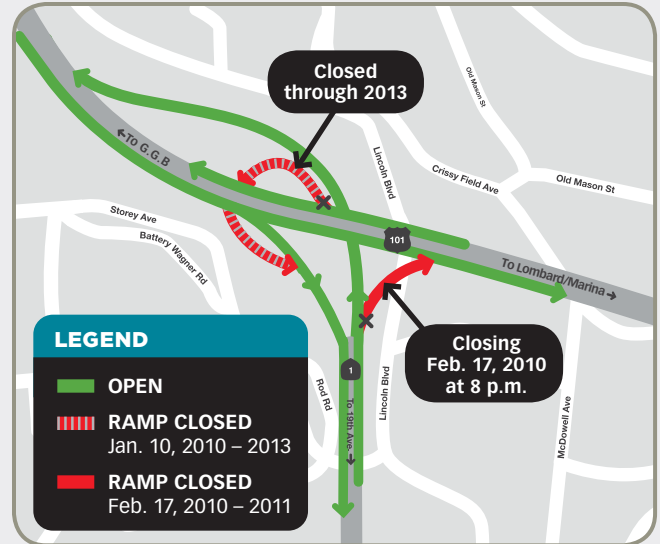 Closed
through 2013
Old Mason St
Lincoln Blvd
←To G.G.B
Crissy Field Ave
Old Mason St
Storey Ave
Battery Wagner Rd
101
To Lombard/Marina→
Closing
Feb. 17, 2010
at 8 p.m.
LEGEND
OPEN
RAMP CLOSED
Jan. 10, 2010 – 2013
RAMP CLOSED
Feb. 17, 2010 – 2011
1
Rod Rd
To 19th Ave→
Lincoln Blvd
McDowell Ave